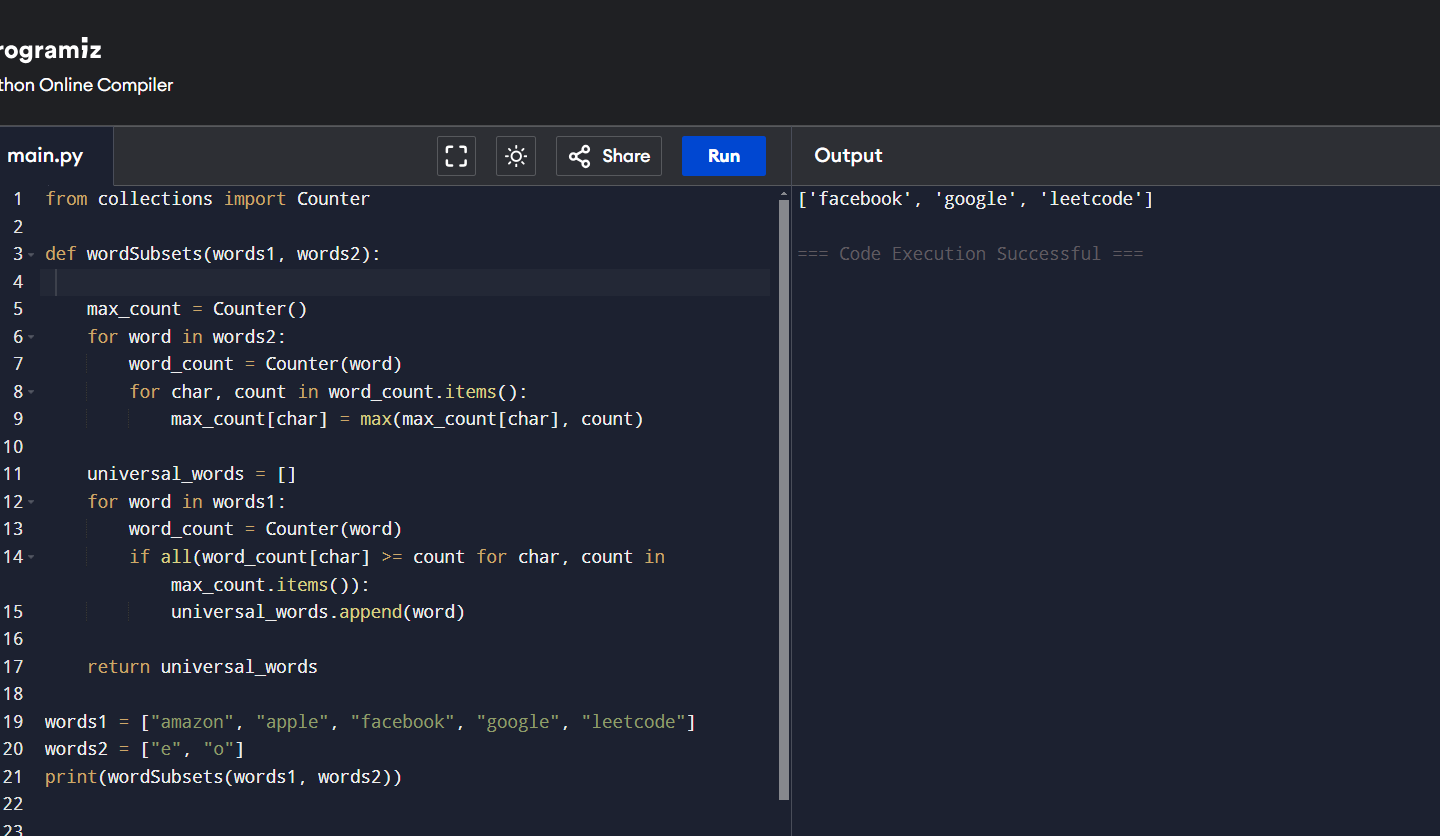 rogramiz
thon Online Compiler
main.py
Share
Run
Output
1 from collections import Counter
2
3 def wordSubsets(words1, words2):
4
5     max_count = Counter()
6     for word in words2:
7         word_count = Counter(word)
8         for char, count in word_count.items():
9             max_count[char] = max(max_count[char], count)
10
11     universal_words = []
12     for word in words1:
13         word_count = Counter(word)
14         if all(word_count[char] >= count for char, count in
            max_count.items()):
15             universal_words.append(word)
16
17     return universal_words
18
19 words1 = ["amazon", "apple", "facebook", "google", "leetcode"]
20 words2 = ["e", "o"]
21 print(wordSubsets(words1, words2))
22
23
['facebook', 'google', 'leetcode']
=== Code Execution Successful ===